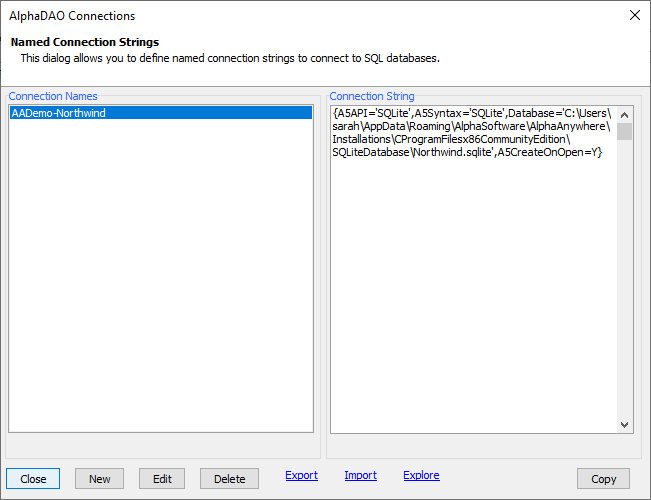 AlphaDAO Connections
Named Connection Strings
This dialog allows you to define named connection strings to connect to SQL databases.
Connection Names
AADemo-Northwind
Connection String
{A5API='SQLite',A5Syntax='SQLite',Database='C:\Users\
sarah\AppData\Roaming\AlphaSoftware\AlphaAnywhere\
Installations\CProgramFilesx86CommunityEdition\
SQLiteDatabase\Northwind.sqlite',A5CreateOnOpen=Y}
Close New Edit Delete Export Import Explore Copy